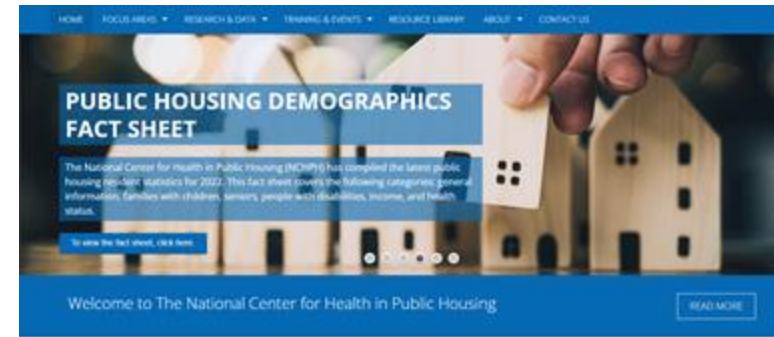 HOME FOCUS AREAS RESEARCH & DATA TRAINING & EVENTS RESOURCE LIBRARY ABOUT CONTACT US
PUBLIC HOUSING DEMOGRAPHICS
FACT SHEET
The National Center for Health in Public Housing (NCHPH) has compiled the latest public
housing resident statistics for 2022. This fact sheet covers the following categories: general
information, families with children, seniors, people with disabilities, income, and health
status.
To view the fact sheet, click here.
Welcome to The National Center for Health in Public Housing
READ MORE